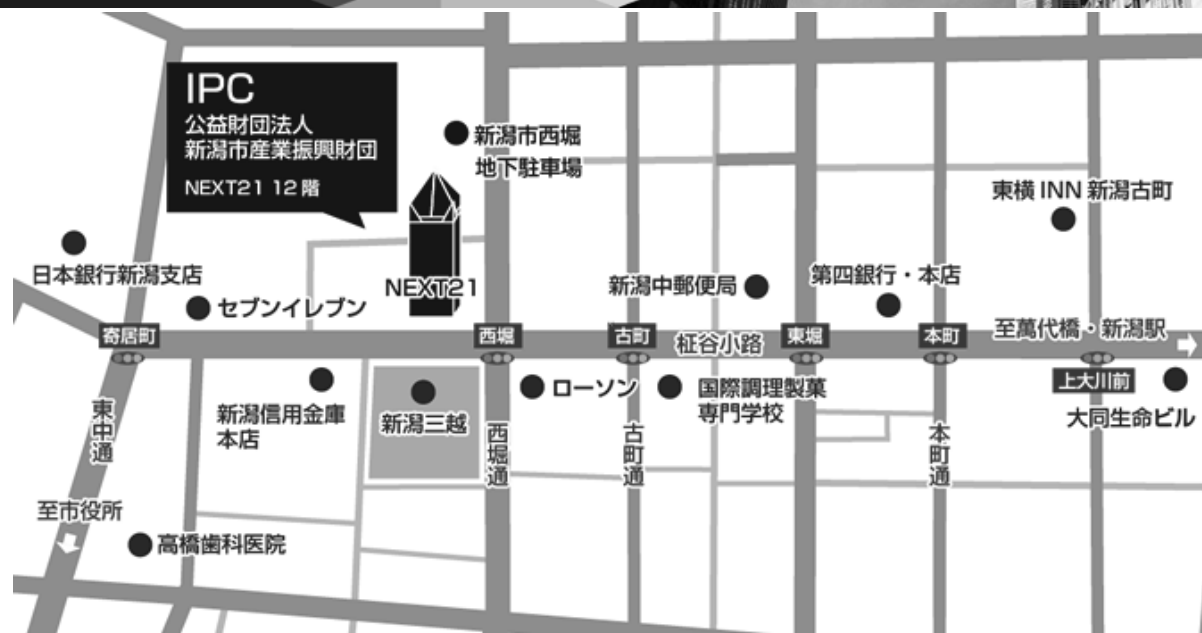 IPC
公益財団法人
新潟市産業振興財団
NEXT21 12階
新潟市西堀
地下駐車場
東横INN 新潟古町
日本銀行新潟支店
セブンイレブン
NEXT21
新潟中郵便局
第四銀行・本店
寄居町
西堀
古町
柾谷小路
東堀
本町
至萬代橋・新潟駅
上大川前
新潟信用金庫
本店
新潟三越
ローソン
国際調理製菓
専門学校
大同生命ビル
東中通
西堀通
古町通
本町通
至市役所
高橋歯科医院